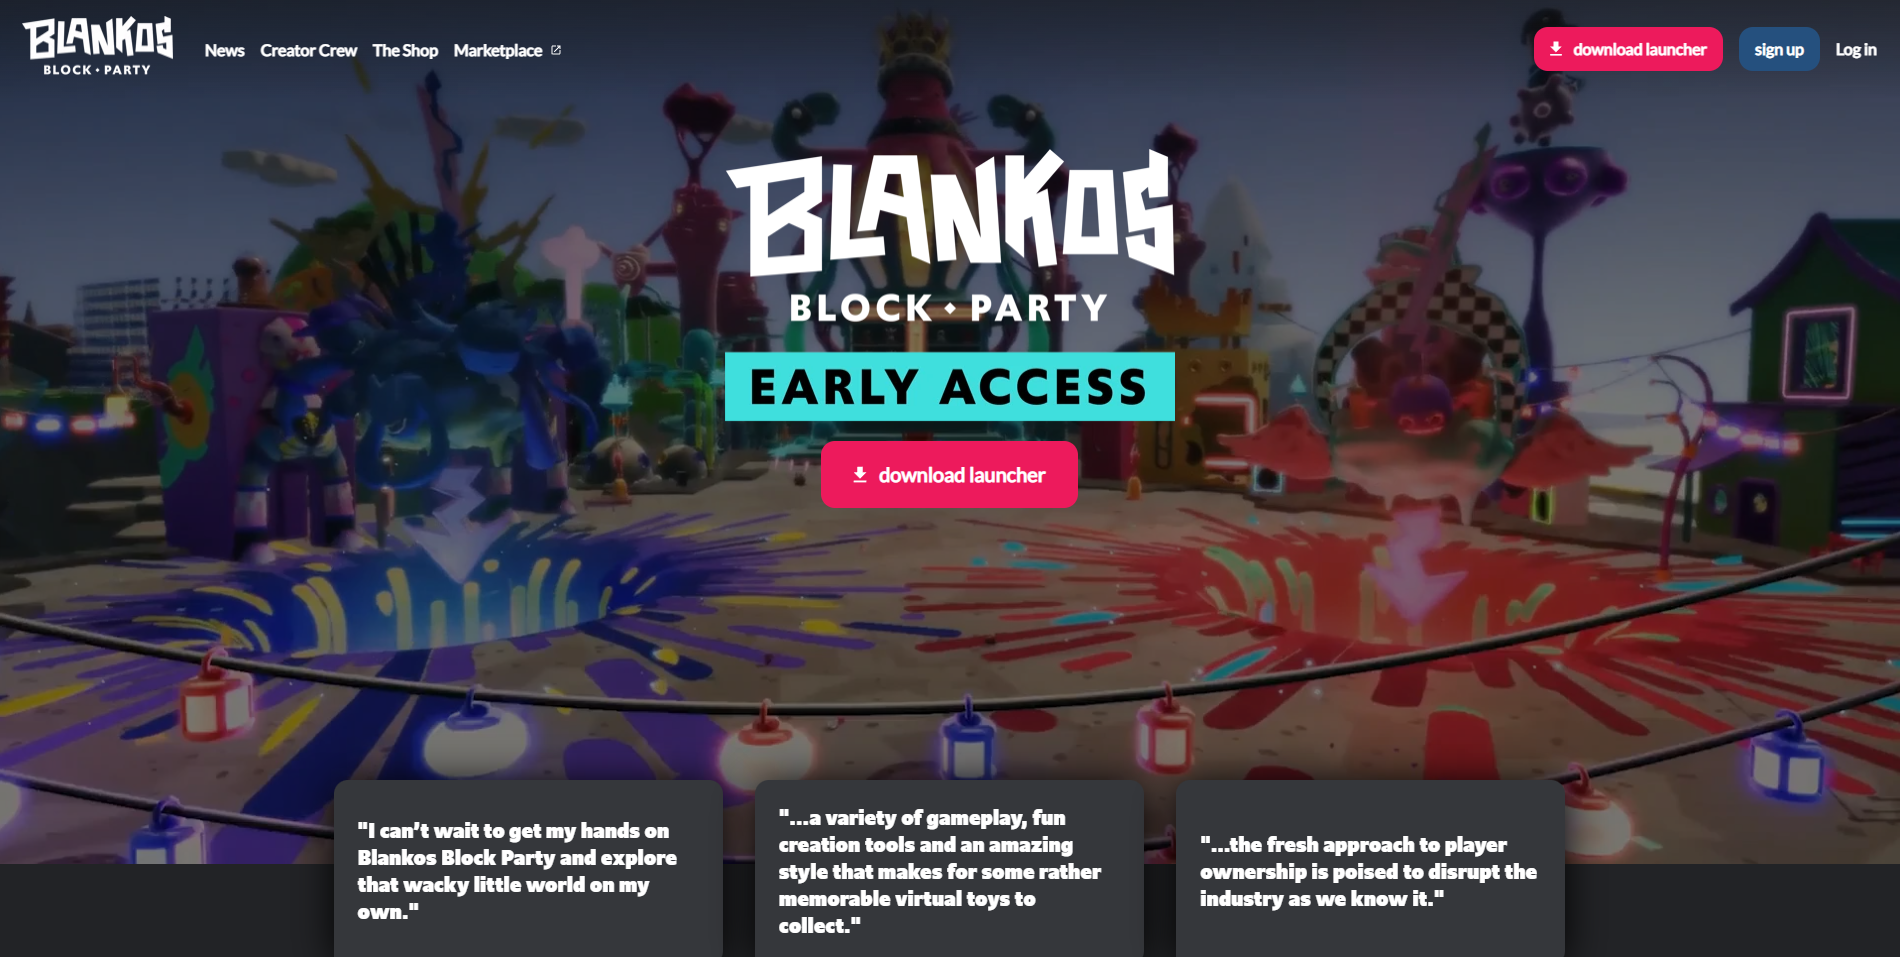 BLANKOS
BLOCK • PARTY
News Creator Crew The Shop Marketplace
download launcher sign up Log in
BLANKOS
BLOCK • PARTY
EARLY ACCESS
download launcher
"I can't wait to get my hands on
Blankos Block Party and explore
that wacky little world on my
own."
"...a variety of gameplay, fun
creation tools and an amazing
style that makes for some rather
memorable virtual toys to
collect."
"...the fresh approach to player
ownership is poised to disrupt the
industry as we know it."